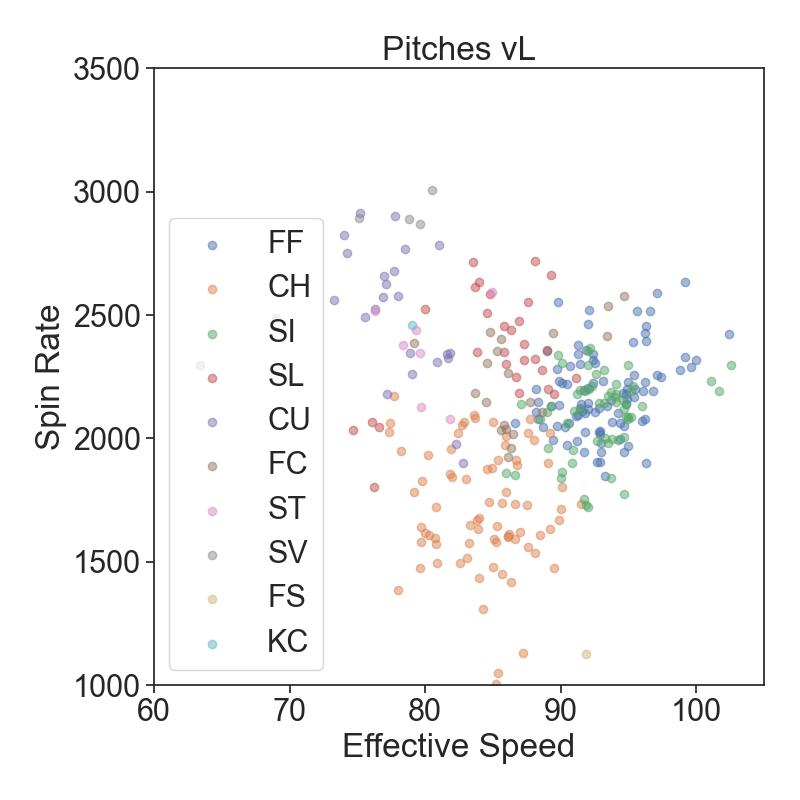 Pitches vL
3500
3000
2500
2000
1500
1000
Spin Rate
FF
CH
SI
SL
CU
FC
ST
SV
FS
KC
60 70 80 90 100
Effective Speed